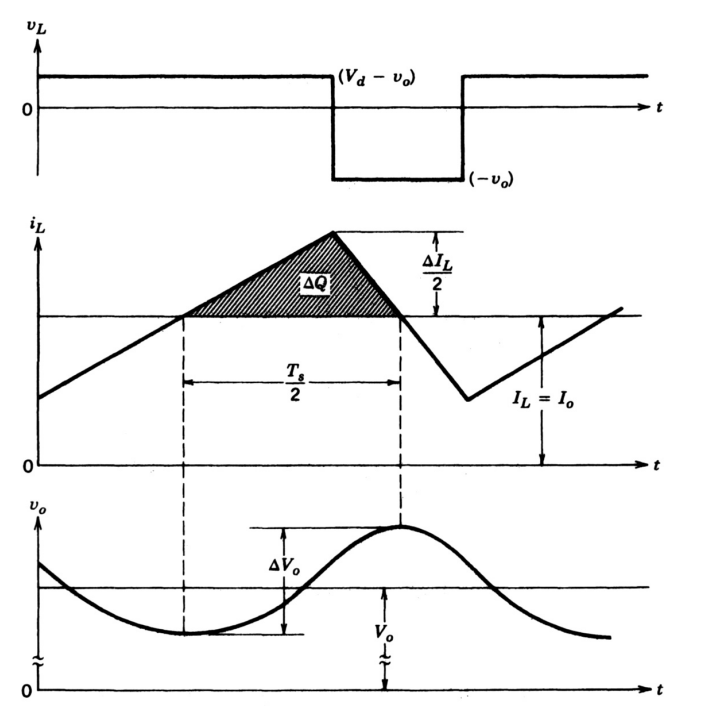 v_L
(V_d − v_o)
0
t
(−v_o)
i_L
ΔI_L
2
ΔQ
T_s
2
I_L = I_o
0
t
v_o
ΔV_o
V_o
0
t